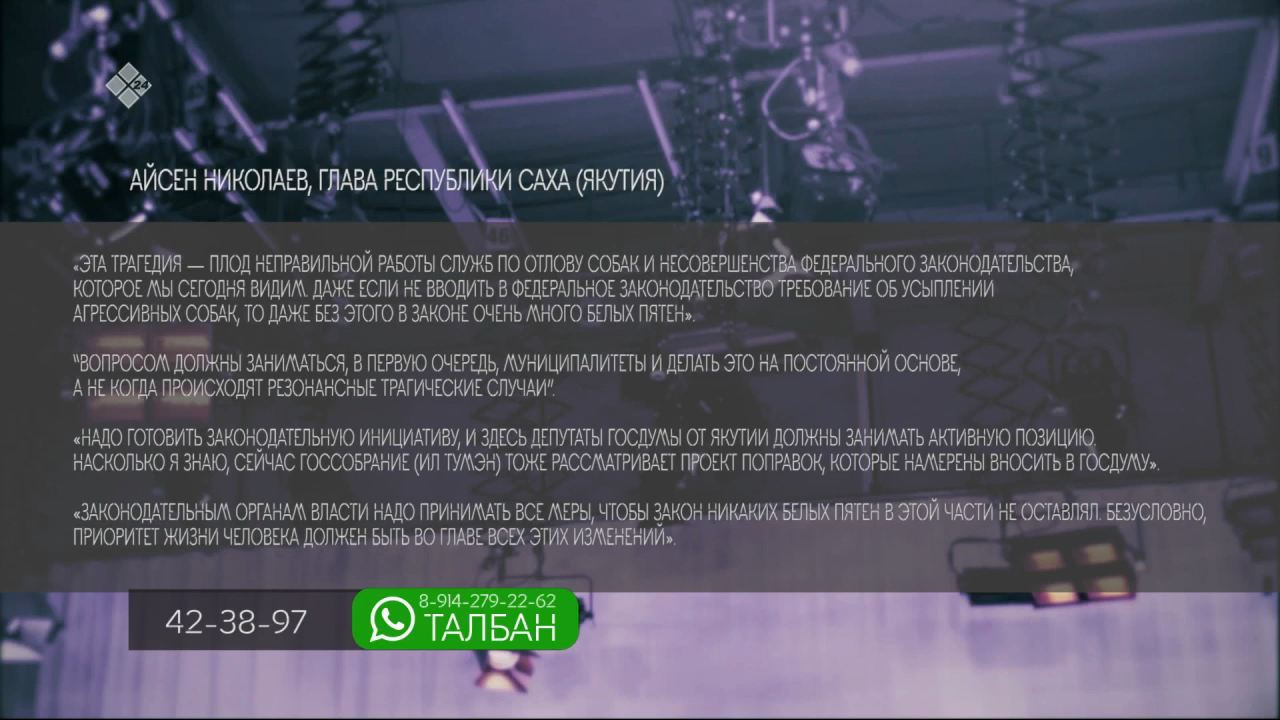 X24
АЙСЕН НИКОЛАЕВ, ГЛАВА РЕСПУБЛИКИ САХА (ЯКУТИЯ)
«ЭТА ТРАГЕДИЯ — ПЛОД НЕПРАВИЛЬНОЙ РАБОТЫ СЛУЖБ ПО ОТЛОВУ СОБАК И НЕСОВЕРШЕНСТВА ФЕДЕРАЛЬНОГО ЗАКОНОДАТЕЛЬСТВА,
КОТОРОЕ МЫ СЕГОДНЯ ВИДИМ. ДАЖЕ ЕСЛИ НЕ ВВОДИТЬ В ФЕДЕРАЛЬНОЕ ЗАКОНОДАТЕЛЬСТВО ТРЕБОВАНИЕ ОБ УСЫПЛЕНИИ
АГРЕССИВНЫХ СОБАК, ТО ДАЖЕ БЕЗ ЭТОГО В ЗАКОНЕ ОЧЕНЬ МНОГО БЕЛЫХ ПЯТЕН».
"ВОПРОСОМ ДОЛЖНЫ ЗАНИМАТЬСЯ, В ПЕРВУЮ ОЧЕРЕДЬ, МУНИЦИПАЛИТЕТЫ И ДЕЛАТЬ ЭТО НА ПОСТОЯННОЙ ОСНОВЕ,
А НЕ КОГДА ПРОИСХОДЯТ РЕЗОНАНСНЫЕ ТРАГИЧЕСКИЕ СЛУЧАИ".
«НАДО ГОТОВИТЬ ЗАКОНОДАТЕЛЬНУЮ ИНИЦИАТИВУ, И ЗДЕСЬ ДЕПУТАТЫ ГОСДУМЫ ОТ ЯКУТИИ ДОЛЖНЫ ЗАНИМАТЬ АКТИВНУЮ ПОЗИЦИЮ.
НАСКОЛЬКО Я ЗНАЮ, СЕЙЧАС ГОССОБРАНИЕ (ИЛ ТУМЭН) ТОЖЕ РАССМАТРИВАЕТ ПРОЕКТ ПОПРАВОК, КОТОРЫЕ НАМЕРЕНЫ ВНОСИТЬ В ГОСДУМУ».
«ЗАКОНОДАТЕЛЬНЫМ ОРГАНАМ ВЛАСТИ НАДО ПРИНИМАТЬ ВСЕ МЕРЫ, ЧТОБЫ ЗАКОН НИКАКИХ БЕЛЫХ ПЯТЕН В ЭТОЙ ЧАСТИ НЕ ОСТАВЛЯЛ. БЕЗУСЛОВНО,
ПРИОРИТЕТ ЖИЗНИ ЧЕЛОВЕКА ДОЛЖЕН БЫТЬ ВО ГЛАВЕ ВСЕХ ЭТИХ ИЗМЕНЕНИЙ».
42-38-97
8-914-279-22-62
ТАЛБАН